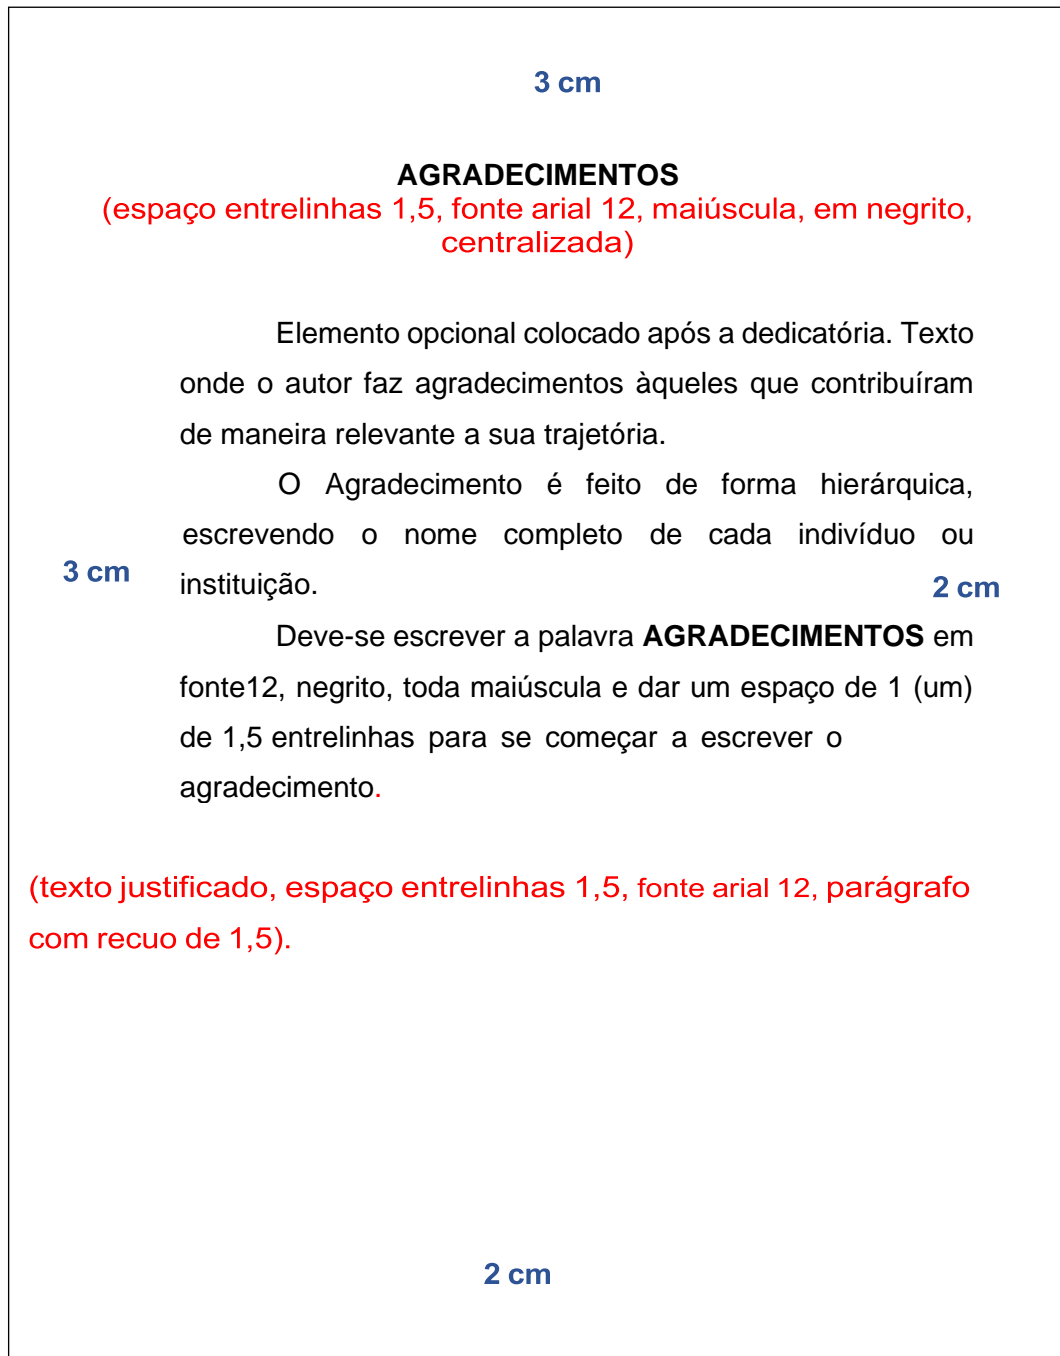 3 cm
AGRADECIMENTOS
(espaço entrelinhas 1,5, fonte arial 12, maiúscula, em negrito,
centralizada)
Elemento opcional colocado após a dedicatória. Texto
onde o autor faz agradecimentos àqueles que contribuíram
de maneira relevante a sua trajetória.
O Agradecimento é feito de forma hierárquica,
escrevendo o nome completo de cada indivíduo ou
3 cm
instituição.
2 cm
Deve-se escrever a palavra AGRADECIMENTOS em
fonte12, negrito, toda maiúscula e dar um espaço de 1 (um)
de 1,5 entrelinhas para se começar a escrever o
agradecimento.
(texto justificado, espaço entrelinhas 1,5, fonte arial 12, parágrafo
com recuo de 1,5).
2 cm